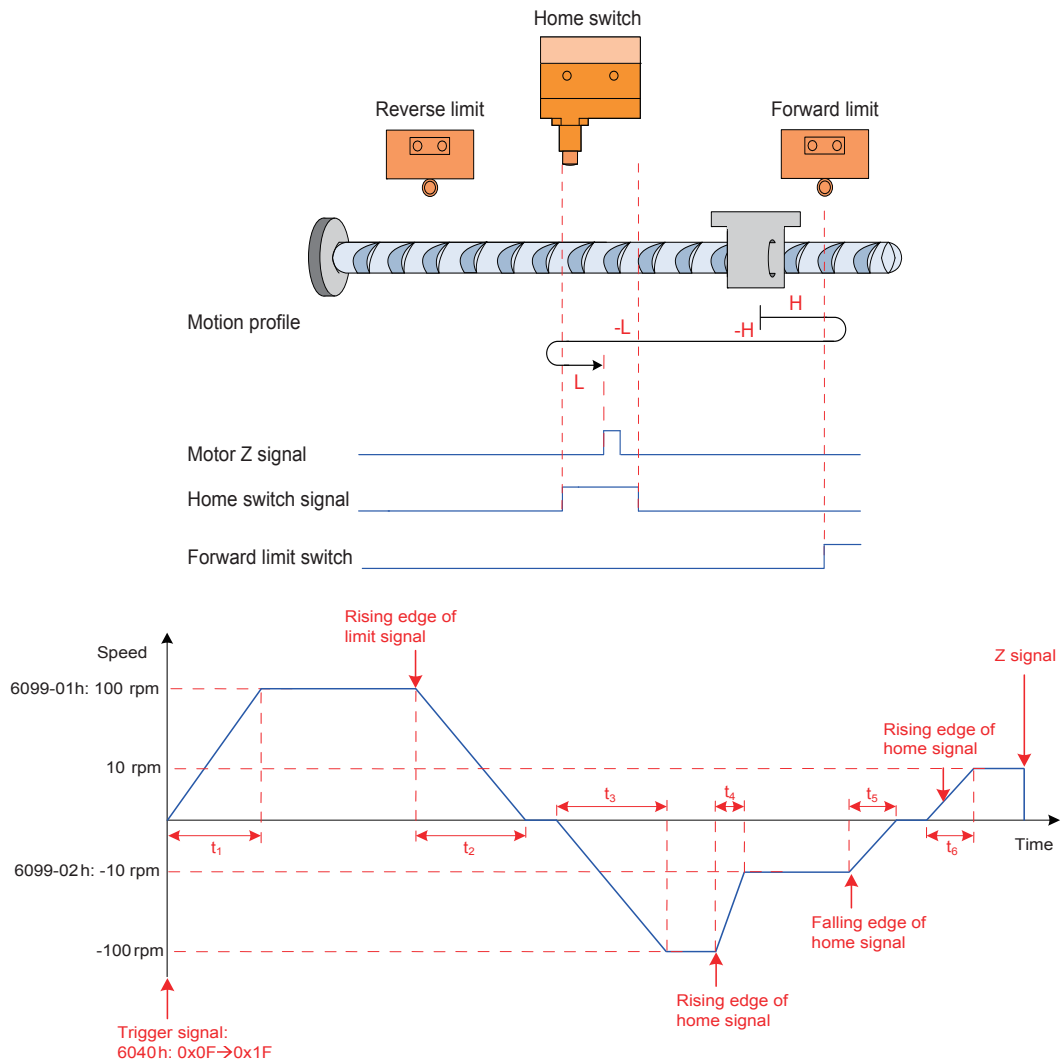 Home switch
Reverse limit
Forward limit
Motion profile
H
-L
-H
L
Motor Z signal
Home switch signal
Forward limit switch
Rising edge of
limit signal
Speed
Z signal
6099-01h: 100 rpm
Rising edge of
home signal
10 rpm
t3
t4
t5
t1
t2
t6
Time
6099-02h: -10 rpm
Falling edge of
home signal
-100 rpm
Rising edge of
home signal
Trigger signal:
6040h: 0x0F→0x1F